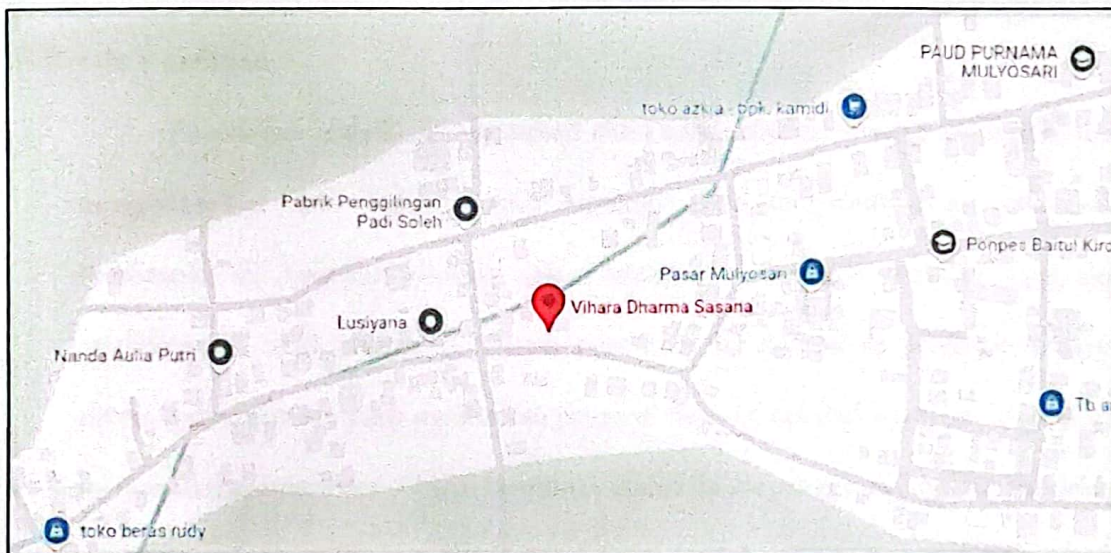 PAUD PURNAMA
MULYOSARI
toko azkia - bpk. kamidi
Pabrik Penggilingan
Padi Soleh
Ponpes Baitul
Pasar Mulyosari
Vihara Dharma Sasana
Lusiyana
Nanda Aulia Putri
Tb
toko beras rudy